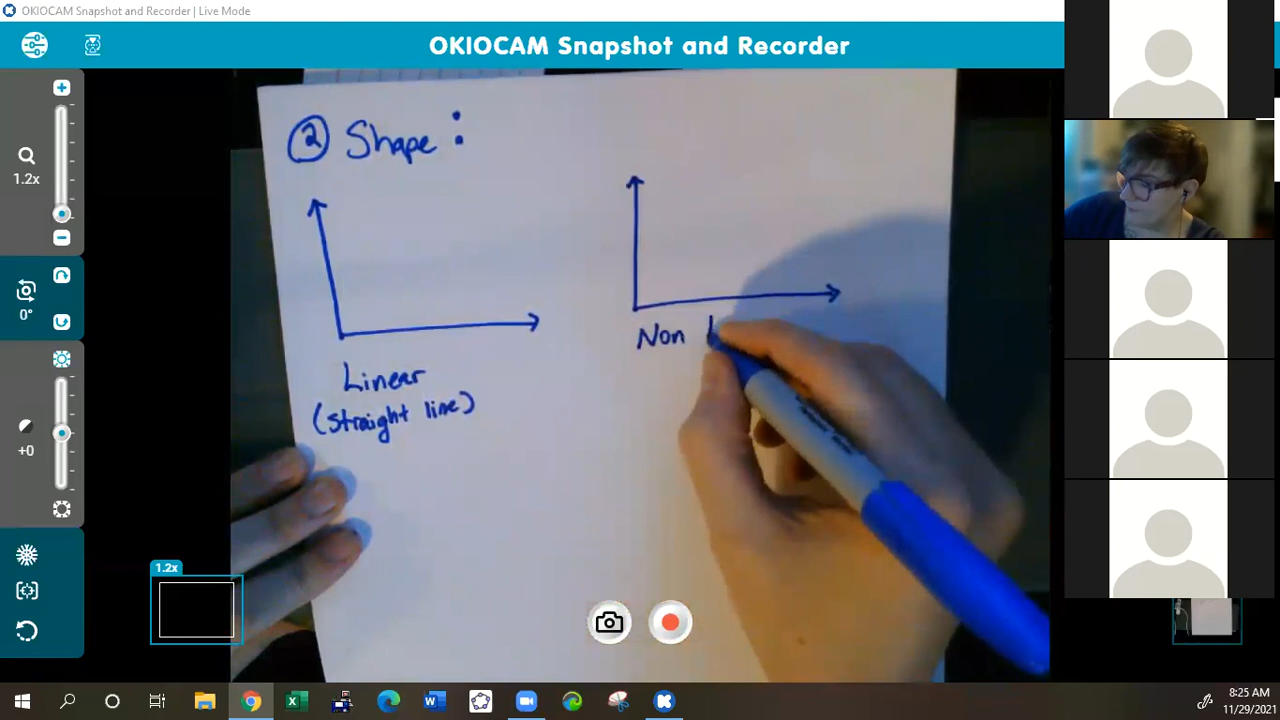 OKIOCAM Snapshot and Recorder | Live Mode
OKIOCAM Snapshot and Recorder
1.2x
0°
+0
② Shape :
Linear
(straight line)
Non L
1.2x
8:25 AM
11/29/2021